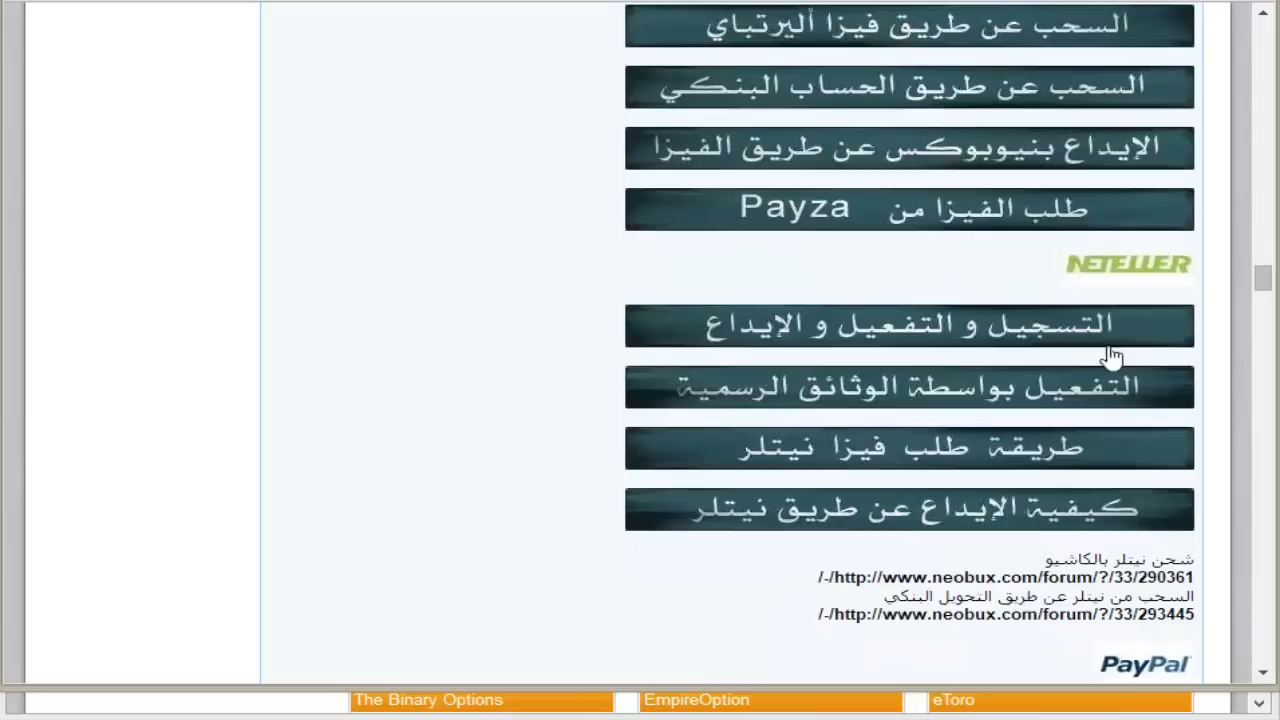 السحب عن طريق فيزا أليرتباي
السحب عن طريق الحساب البنكي
الإيداع بنيوبوكس عن طريق الفيزا
طلب الفيزا من Payza
NETELLER
التسجيل و التفعيل و الإيداع
التفعيل بواسطة الوثائق الرسمية
طريقة طلب فيزا نيتلر
كيفية الإيداع عن طريق نيتلر
شحن نيتلر بالكاشيو
/-/http://www.neobux.com/forum/?/33/290361
السحب من نيتلر عن طريق التحويل البنكي
/-/http://www.neobux.com/forum/?/33/293445
PayPal
The Binary Options
EmpireOption
eToro